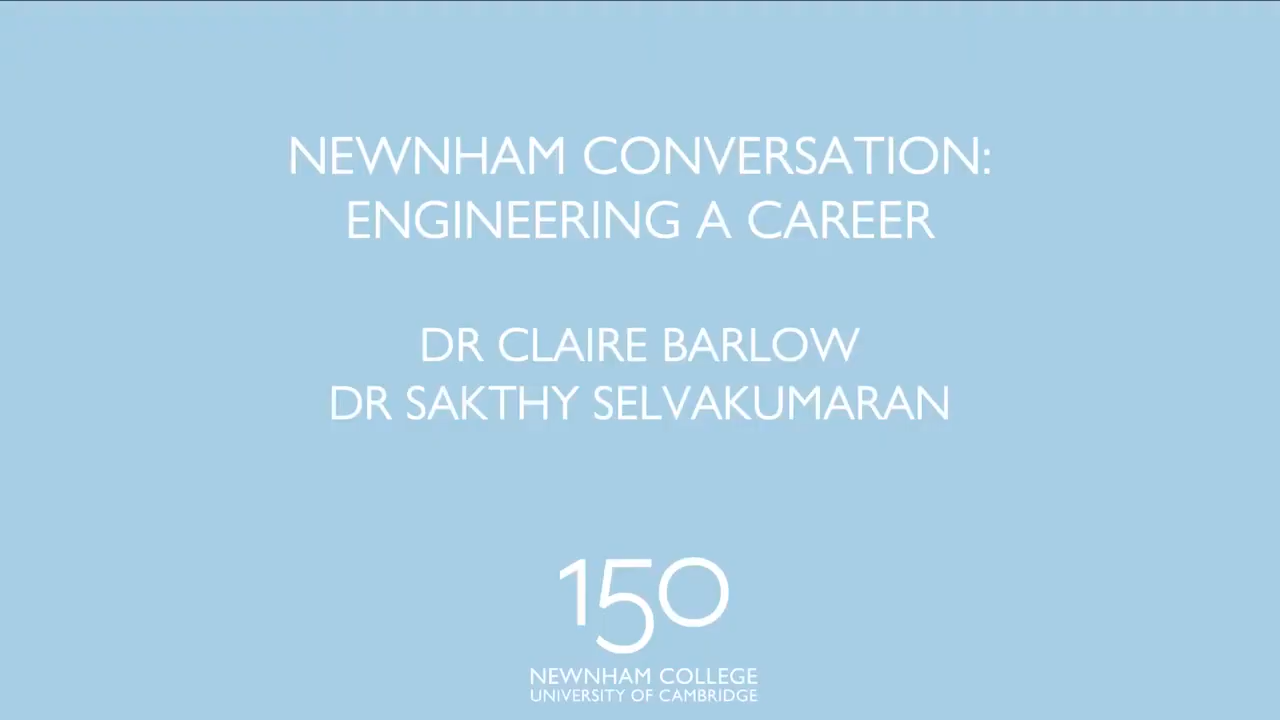 NEWNHAM CONVERSATION:
ENGINEERING A CAREER
DR CLAIRE BARLOW
DR SAKTHY SELVAKUMARAN
150
NEWNHAM COLLEGE
UNIVERSITY OF CAMBRIDGE